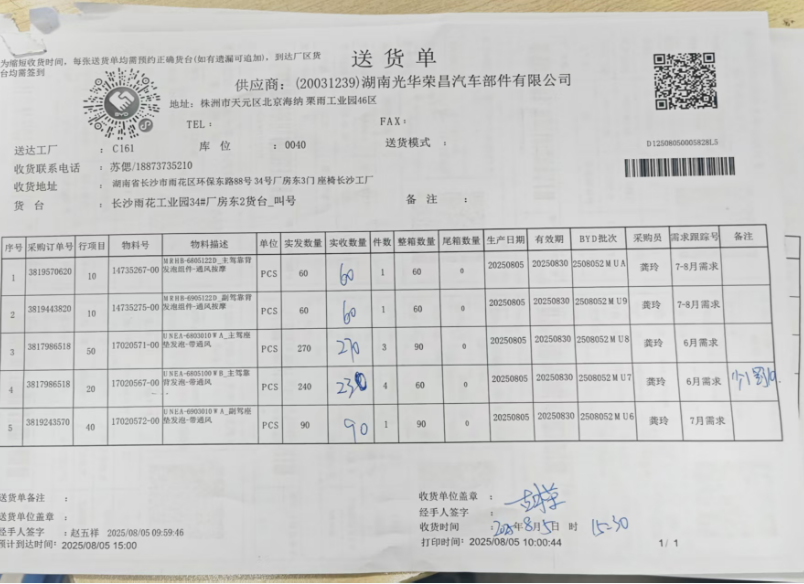 为缩短收货时间，每张送货单均需预约正确货台(如有遗漏可追加)，到达厂区货
台均需签到
送货单
供应商：(20031239)湖南光华荣昌汽车部件有限公司
地址：株洲市天元区北京海纳 栗雨工业园46区
TEL：
FAX：
BYD
送达工厂 ： C161 库 位 ： 0040 送货模式 ：
D12508050005828L5
收货联系电话 ： 苏偲/18873735210
收货地址 ： 湖南省长沙市雨花区环保东路88号 34号厂房东3门 座椅长沙工厂
货 台 ： 长沙雨花工业园34#厂房东2货台_叫号 备 注 ：
序号 采购订单号 行项目 物料号 物料描述 单位 实发数量 实收数量 件数 整箱数量 尾箱数量 生产日期 有效期 BYD批次 采购员 需求跟踪号 备注
1 3819570620 10 14735267-00 MRHB-6805122D_主驾靠背发泡组件-通风按摩 PCS 60 60 1 60 0 20250805 20250830 2508052MUA 龚玲 7-8月需求
2 3819443820 10 14735275-00 MRHB-6905122D_副驾靠背发泡组件-通风按摩 PCS 60 60 1 60 0 20250805 20250830 2508052MU9 龚玲 7-8月需求
3 3817986518 50 17020571-00 UNEA-6803010WA_主驾座垫发泡-带通风 PCS 270 270 3 90 0 20250805 20250830 2508052MU8 龚玲 6月需求
4 3817986518 20 17020567-00 主驾靠背发泡-带通风 PCS 240 230 4 60 0 20250805 20250830 2508052MU7 龚玲 6月需求
5 3819243570 40 17020572-00 UNEA-6903010WA_副驾座垫发泡-带通风 PCS 90 90 1 90 0 20250805 20250830 2508052MU6 龚玲 7月需求
送货单备注 ：
送货单位盖章 ：
经手人签字 ： 赵五祥 2025/08/05 09:59:46
预计到达时间： 2025/08/05 15:00
收货单位盖章 ：
经手人签字 ：
收货时间 ： 2025年8月5日 时 15:30
打印时间： 2025/08/05 10:00:44
1/ 1